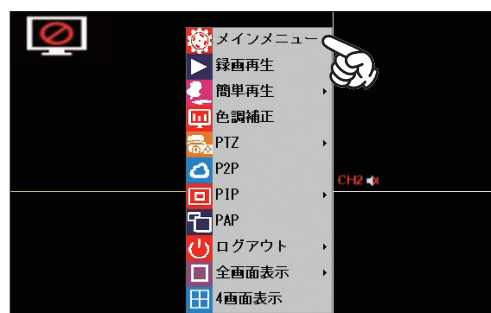 メインメニュー
録画再生
簡単再生
色調補正
PTZ
P2P
CH2
PIP
PAP
ログアウト
全画面表示
4画面表示